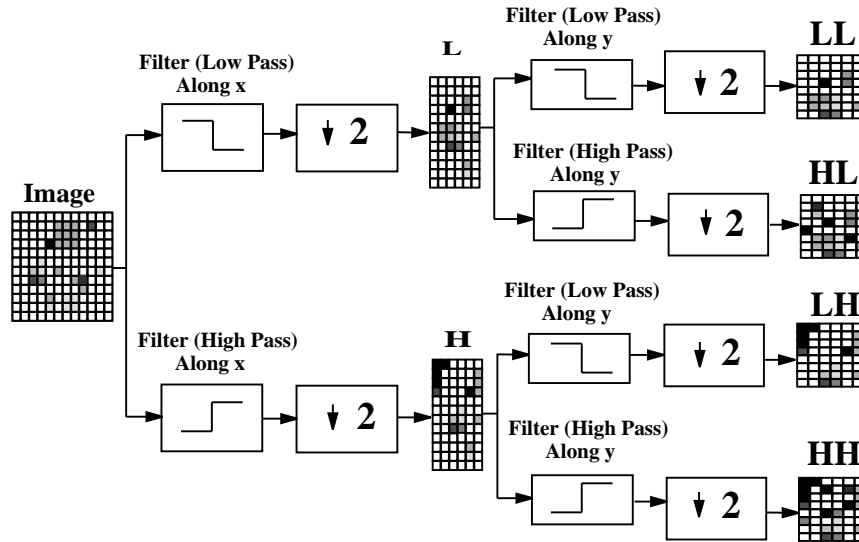 Image
Filter (Low Pass)
Along x
↓ 2
L
Filter (Low Pass)
Along y
↓ 2
LL
Filter (High Pass)
Along y
↓ 2
HL
Filter (High Pass)
Along x
↓ 2
H
Filter (Low Pass)
Along y
↓ 2
LH
Filter (High Pass)
Along y
↓ 2
HH